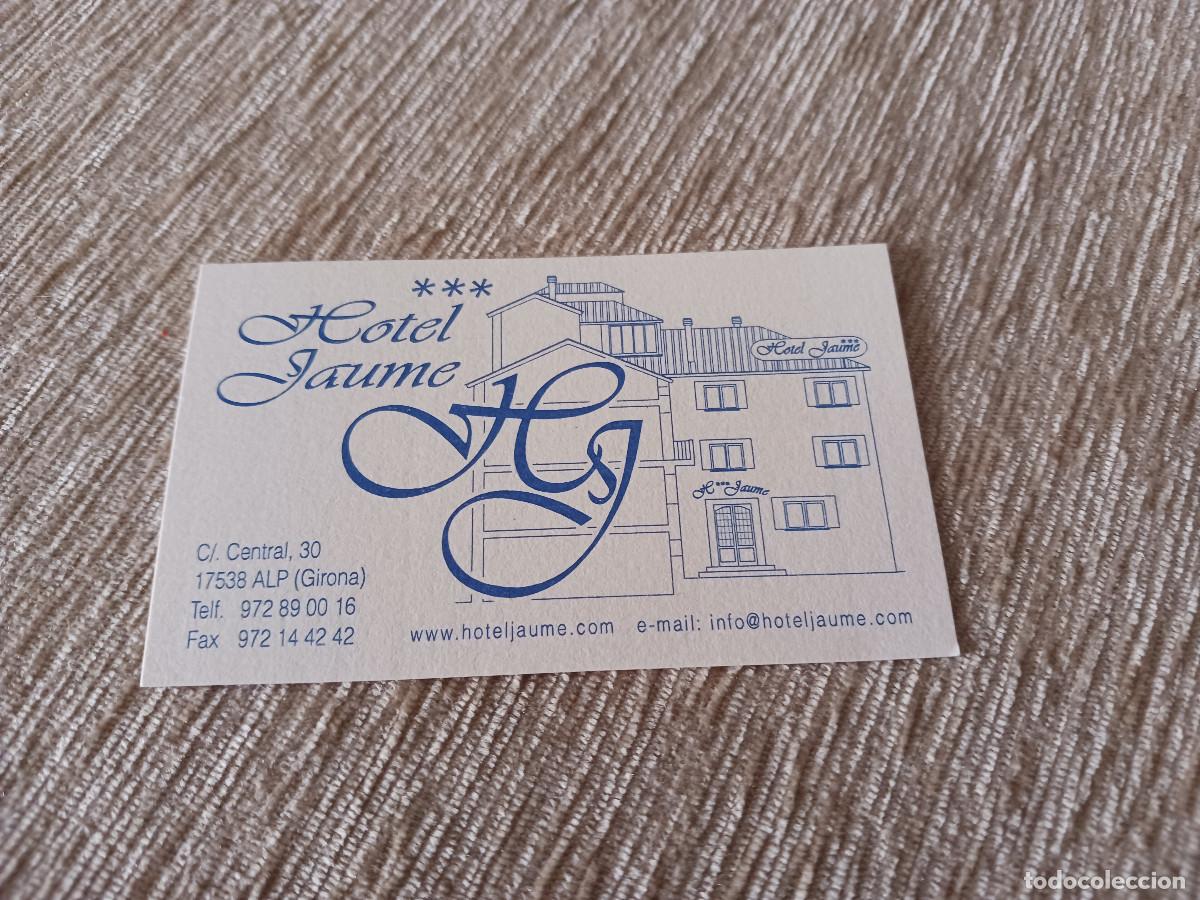 ***
Hotel
Jaume
Hotel Jaume ***
HJ
H *** Jaume
C/. Central, 30
17538 ALP (Girona)
Telf. 972 89 00 16
Fax 972 14 42 42
www.hoteljaume.com e-mail: info@hoteljaume.com
todocoleccion